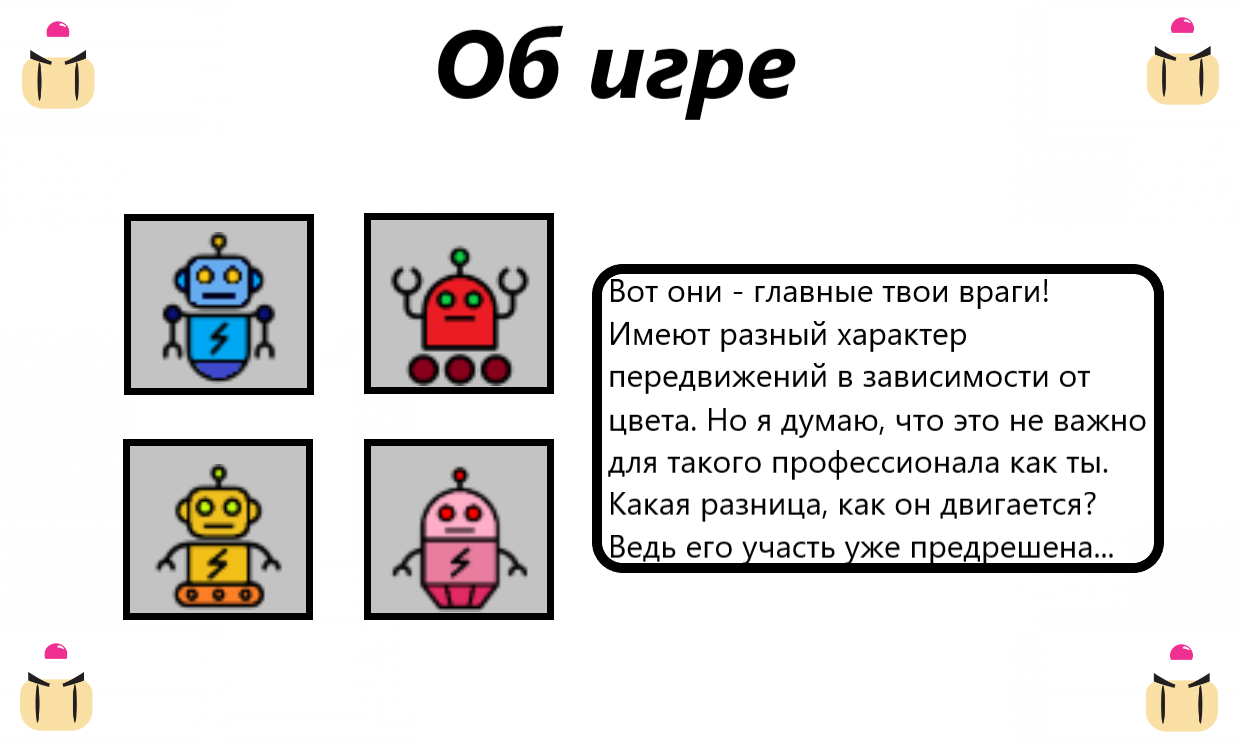 Об игре
Вот они - главные твои враги!
Имеют разный характер
передвижений в зависимости от
цвета. Но я думаю, что это не важно
для такого профессионала как ты.
Какая разница, как он двигается?
Ведь его участь уже предрешена...